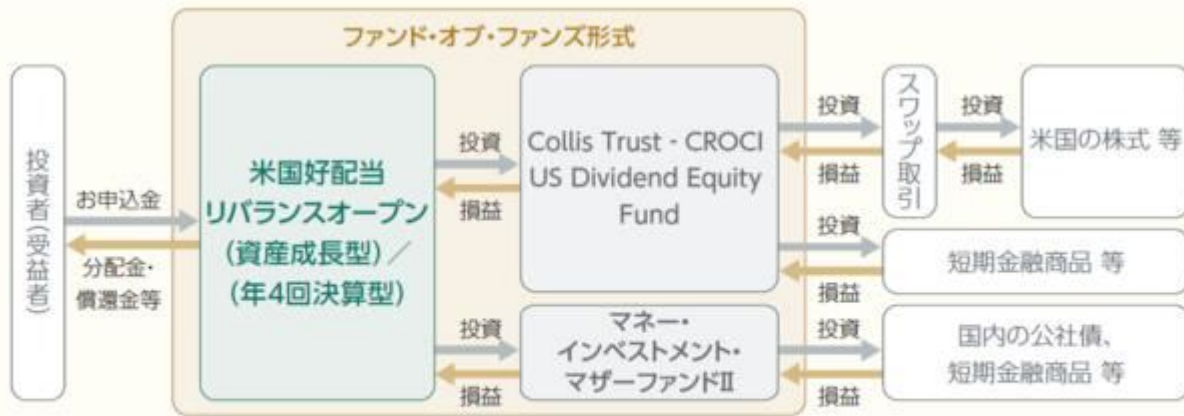 ファンド・オブ・ファンズ形式
投資者(受益者)
お申込金
分配金・
償還金等
米国好配当
リバランスオープン
(資産成長型)／
(年4回決算型)
投資
損益
Collis Trust - CROCI
US Dividend Equity
Fund
投資
損益
スワップ取引
投資
損益
米国の株式 等
投資
損益
短期金融商品 等
投資
損益
マネー・
インベストメント・
マザーファンドⅡ
投資
損益
国内の公社債、
短期金融商品 等